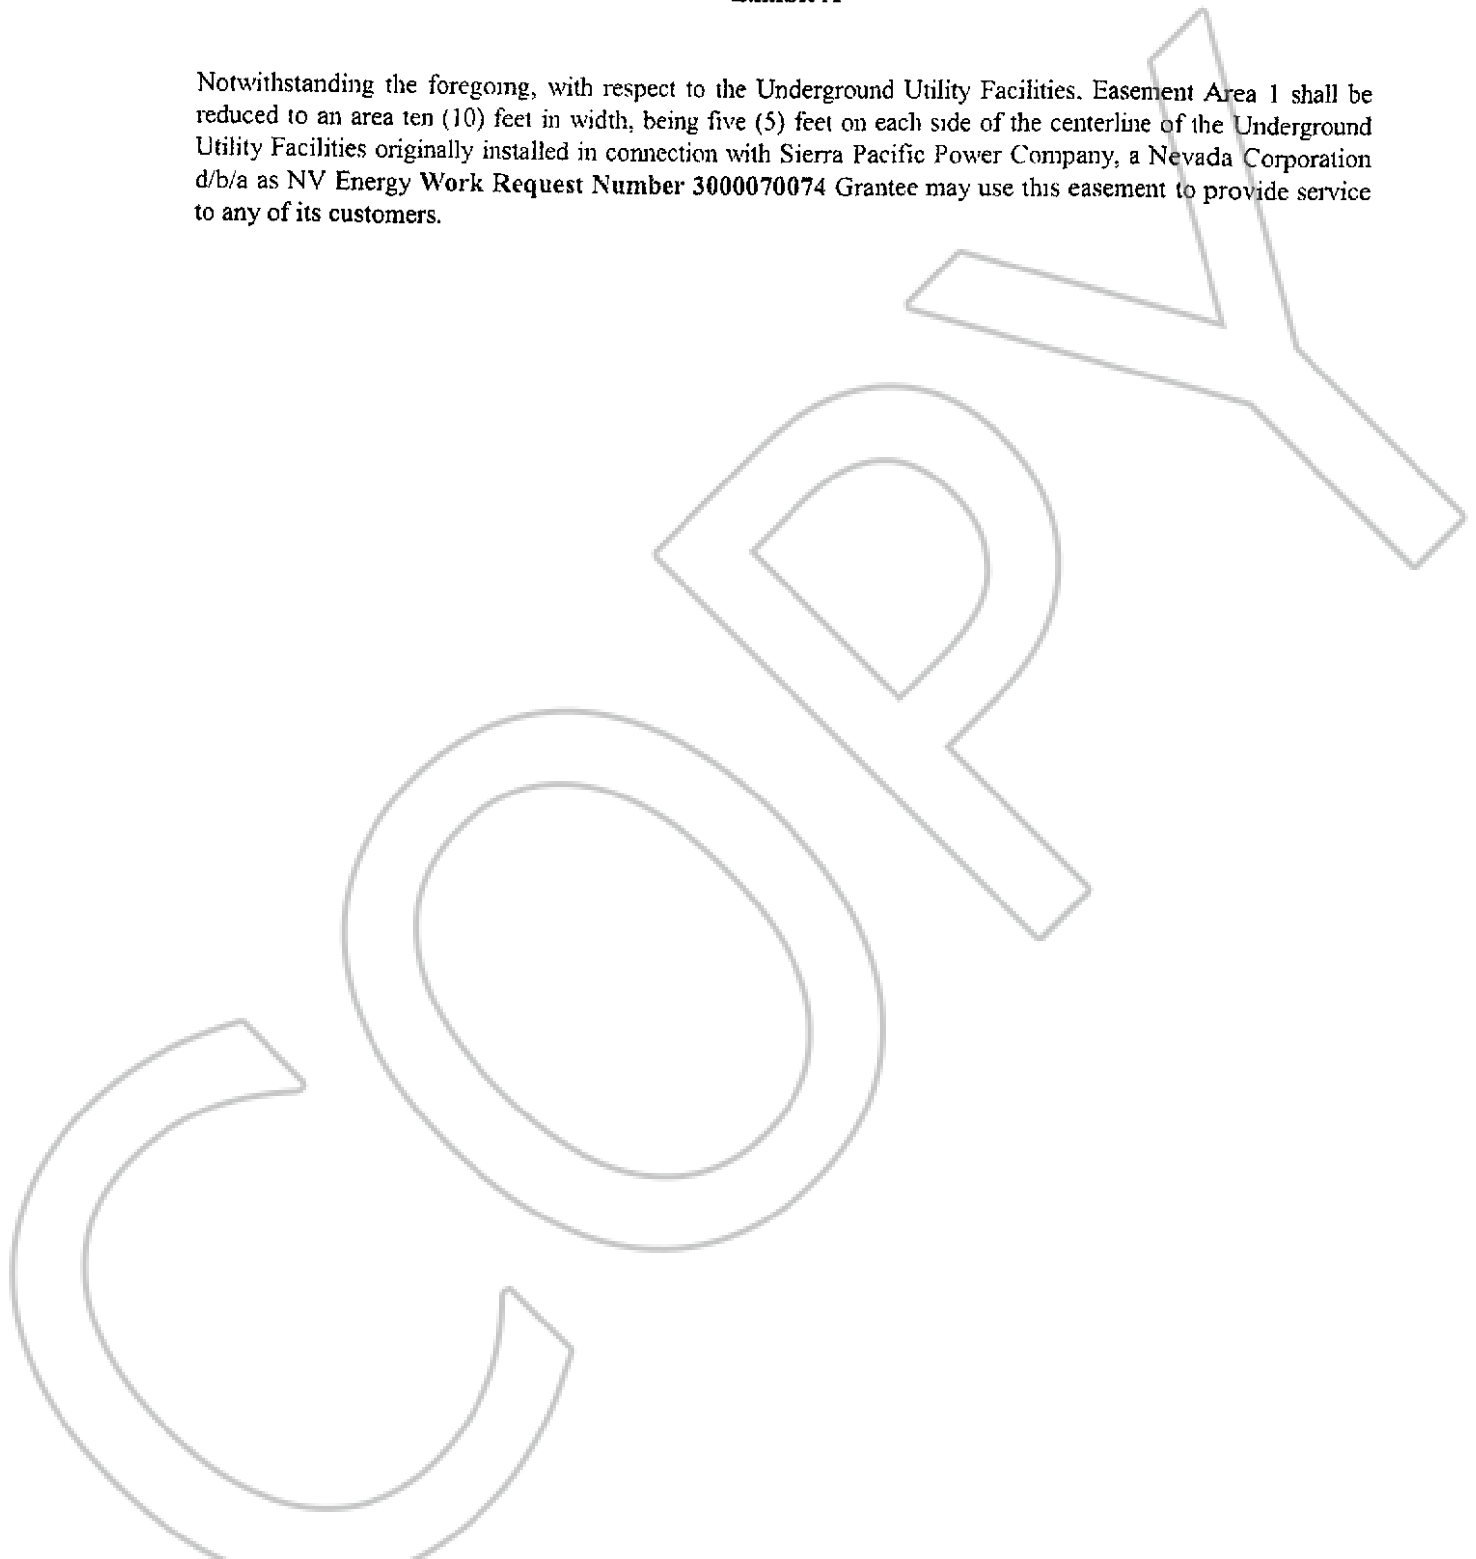 Notwithstanding the foregoing, with respect to the Underground Utility Facilities. Easement Area 1 shall be
reduced to an area ten (10) feet in width, being five (5) feet on each side of the centerline of the Underground
Utility Facilities originally installed in connection with Sierra Pacific Power Company, a Nevada Corporation
d/b/a as NV Energy Work Request Number 3000070074 Grantee may use this easement to provide service
to any of its customers.
COPY